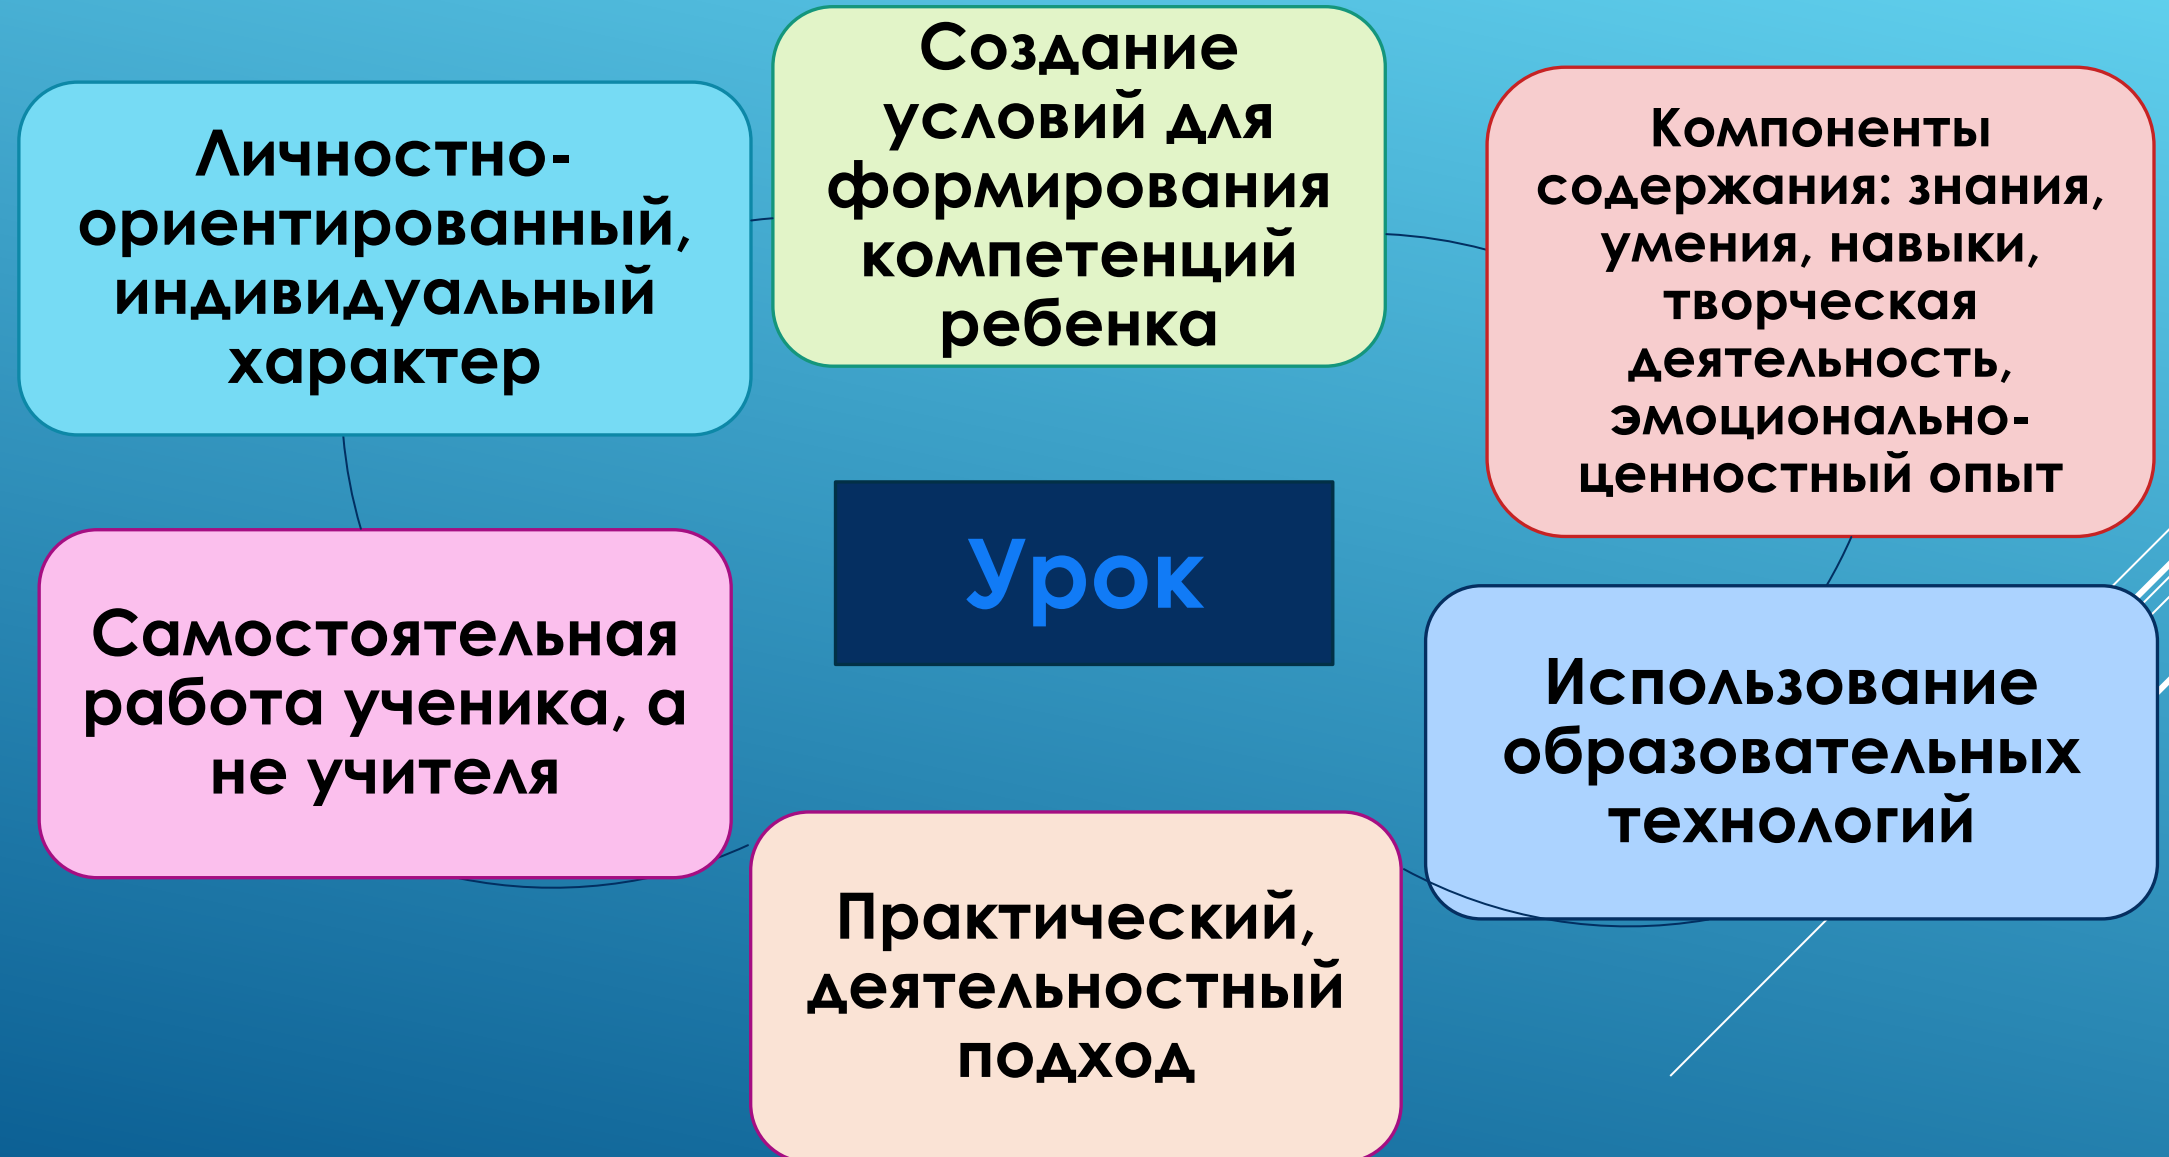 Создание
условий для
формирования
компетенций
ребенка
Компоненты
содержания: знания,
умения, навыки,
творческая
деятельность,
эмоционально-
ценностный опыт
Использование
образовательных
технологий
Практический,
деятельностный
подход
Самостоятельная
работа ученика, а
не учителя
Личностно-
ориентированный,
индивидуальный
характер
Урок